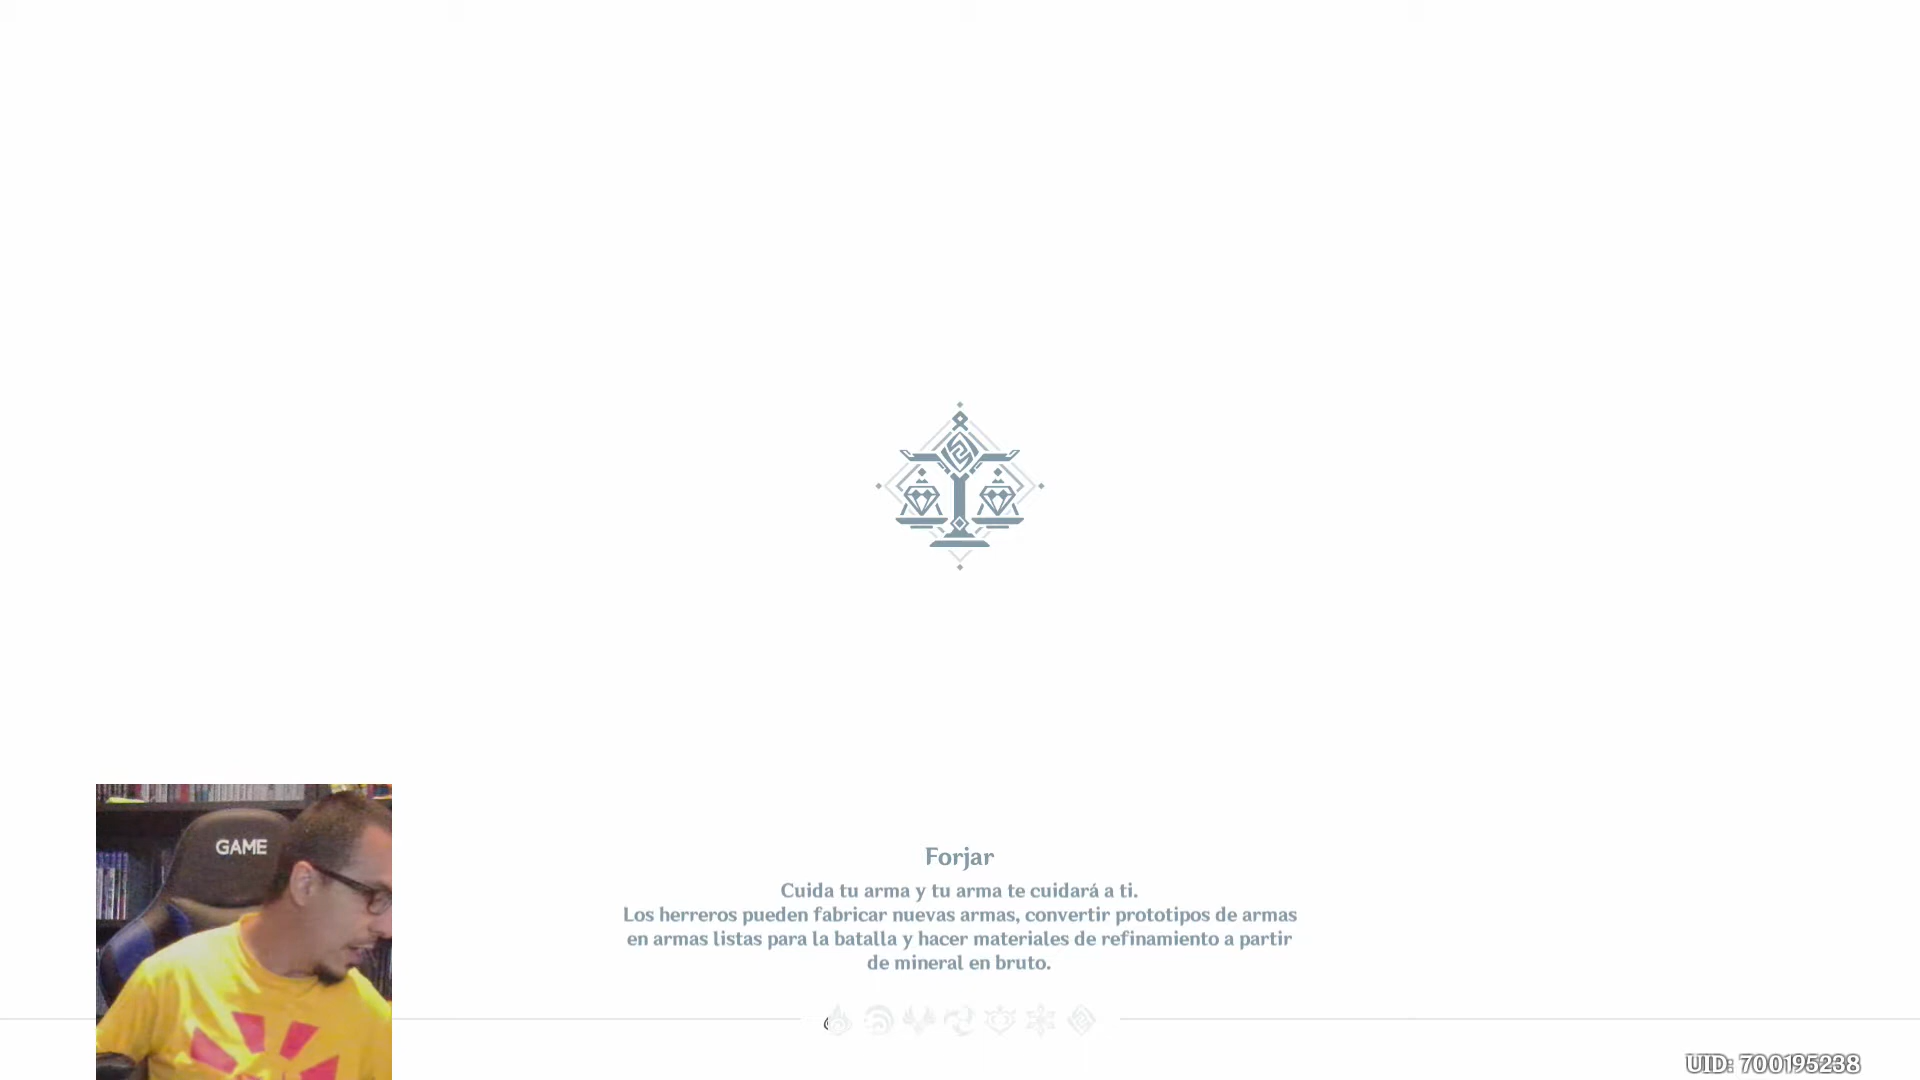 GAME
Forjar
Cuida tu arma y tu arma te cuidará a ti.
Los herreros pueden fabricar nuevas armas, convertir prototipos de armas
en armas listas para la batalla y hacer materiales de refinamiento a partir
de mineral en bruto.
UID: 700195238